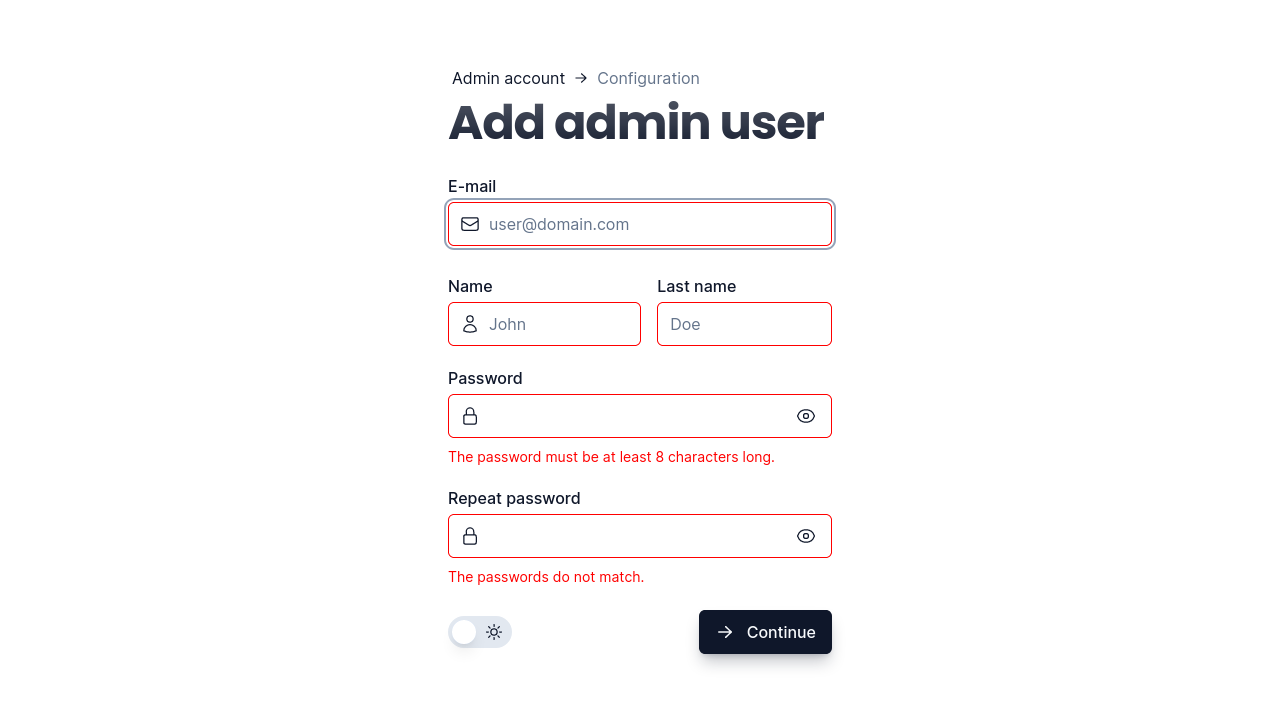 Admin account → Configuration
Add admin user
E-mail
user@domain.com
Name
Last name
John
Doe
Password
The password must be at least 8 characters long.
Repeat password
The passwords do not match.
Continue